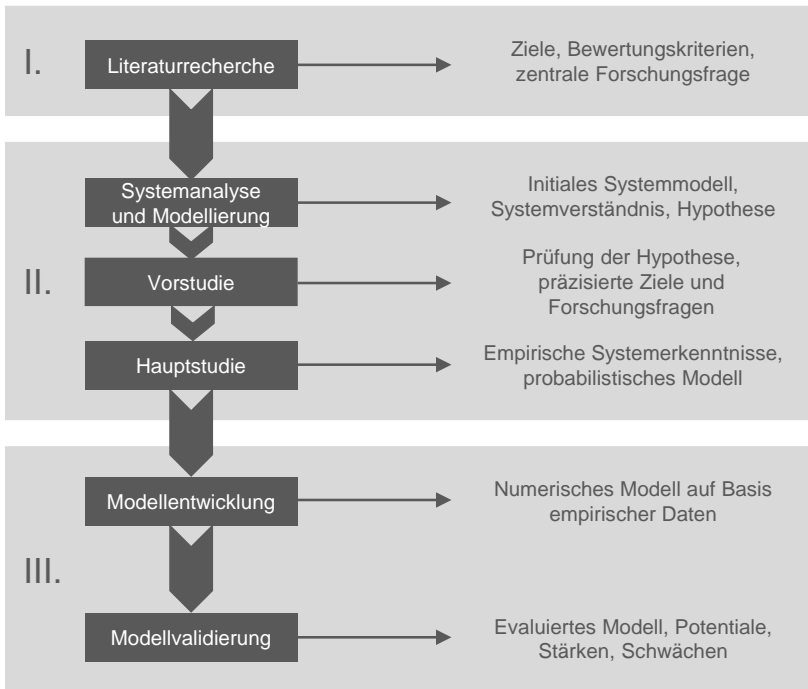 I.
Literaturrecherche
Ziele, Bewertungskriterien,
zentrale Forschungsfrage
II.
Systemanalyse
und Modellierung
Initiales Systemmodell,
Systemverständnis, Hypothese
Vorstudie
Prüfung der Hypothese,
präzisierte Ziele und
Forschungsfragen
Hauptstudie
Empirische Systemerkenntnisse,
probabilistisches Modell
III.
Modellentwicklung
Numerisches Modell auf Basis
empirischer Daten
Modellvalidierung
Evaluiertes Modell, Potentiale,
Stärken, Schwächen